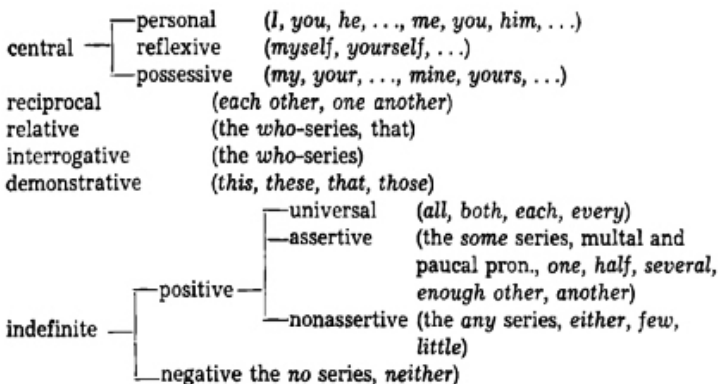 personal (I, you, he, . . ., me, you, him, . . .)
central reflexive (myself, yourself, . . .)
possessive (my, your, . . ., mine, yours, . . .)
reciprocal (each other, one another)
relative (the who-series, that)
interrogative (the who-series)
demonstrative (this, these, that, those)
universal (all, both, each, every)
assertive (the some series, multal and
paucal pron., one, half, several,
positive enough other, another)
indefinite nonassertive (the any series, either, few,
little)
negative the no series, neither)